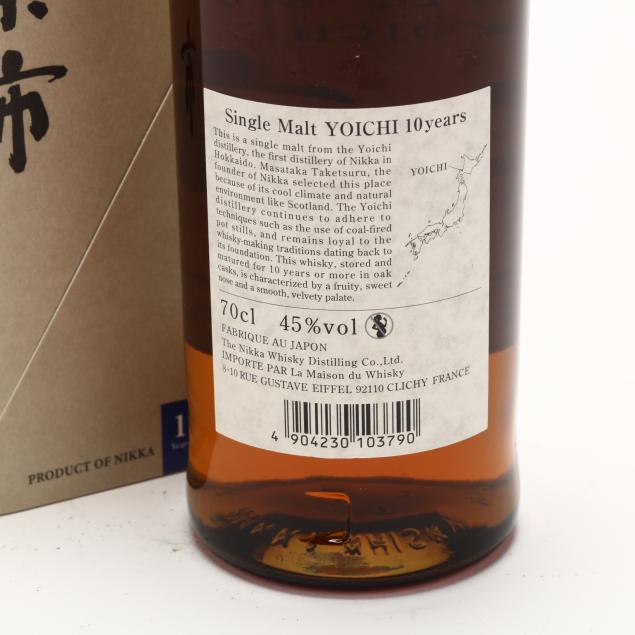 市
Single Malt YOICHI 10years
This is a single malt from the Yoichi
distillery, the first distillery of Nikka in
Hokkaido. Masataka Taketsuru, the
founder of Nikka selected this place
because of its cool climate and natural
environment like Scotland. The Yoichi
distillery continues to adhere to
techniques such as the use of coal-fired
pot stills, and remains loyal to the
whisky-making traditions dating back to
its foundation. This whisky, stored and
matured for 10 years or more in oak
casks, is characterized by a fruity, sweet
nose and a smooth, velvety palate.
YOICHI
70cl 45%vol
FABRIQUE AU JAPON
The Nikka Whisky Distilling Co.,Ltd.
IMPORTE PAR La Maison du Whisky
8-10 RUE GUSTAVE EIFFEL 92110 CLICHY FRANCE
4 904230 103790
PRODUCT OF NIKKA